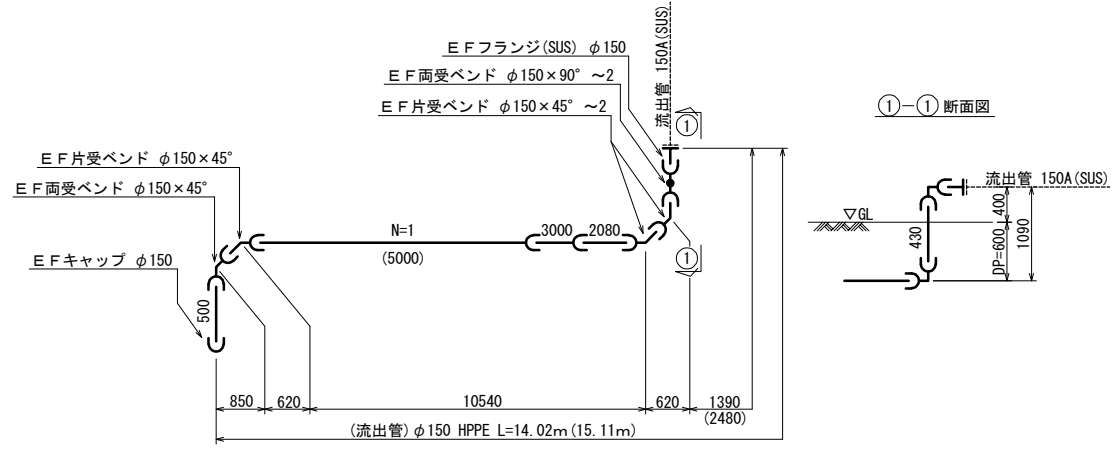 EFフランジ(SUS) φ150
EF両受ベンド φ150×90° ～2
EF片受ベンド φ150×45° ～2
流出管 150A(SUS)
①
①－① 断面図
EF片受ベンド φ150×45°
EF両受ベンド φ150×45°
EFキャップ φ150
500
N=1
(5000)
3000
2080
①
流出管 150A(SUS)
▽GL
400
430
DP=600
1090
850
620
10540
620
1390
(2480)
(流出管)φ150 HPPE L=14.02m(15.11m)